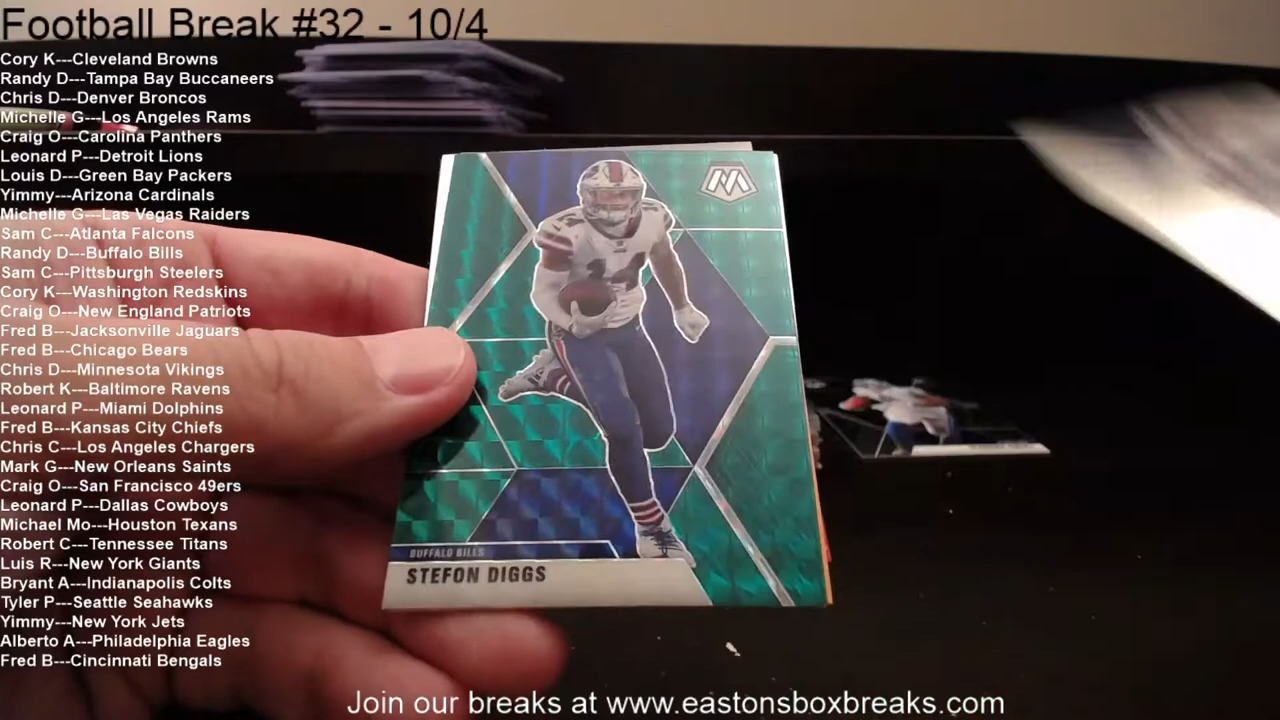 Football Break #32 - 10/4
Cory K---Cleveland Browns
Randy D---Tampa Bay Buccaneers
Chris D---Denver Broncos
Michelle G---Los Angeles Rams
Craig O---Carolina Panthers
Leonard P---Detroit Lions
Louis D---Green Bay Packers
Yimmy---Arizona Cardinals
Michelle G---Las Vegas Raiders
Sam C---Atlanta Falcons
Randy D---Buffalo Bills
Sam C---Pittsburgh Steelers
Cory K---Washington Redskins
Craig O---New England Patriots
Fred B---Jacksonville Jaguars
Fred B---Chicago Bears
Chris D---Minnesota Vikings
Robert K---Baltimore Ravens
Leonard P---Miami Dolphins
Fred B---Kansas City Chiefs
Chris C---Los Angeles Chargers
Mark G---New Orleans Saints
Craig O---San Francisco 49ers
Leonard P---Dallas Cowboys
Michael Mo---Houston Texans
Robert C---Tennessee Titans
Luis R---New York Giants
Bryant A---Indianapolis Colts
Tyler P---Seattle Seahawks
Yimmy---New York Jets
Alberto A---Philadelphia Eagles
Fred B---Cincinnati Bengals
14
14
BUFFALO BILLS
STEFON DIGGS
Join our breaks at www.eastonsboxbreaks.com